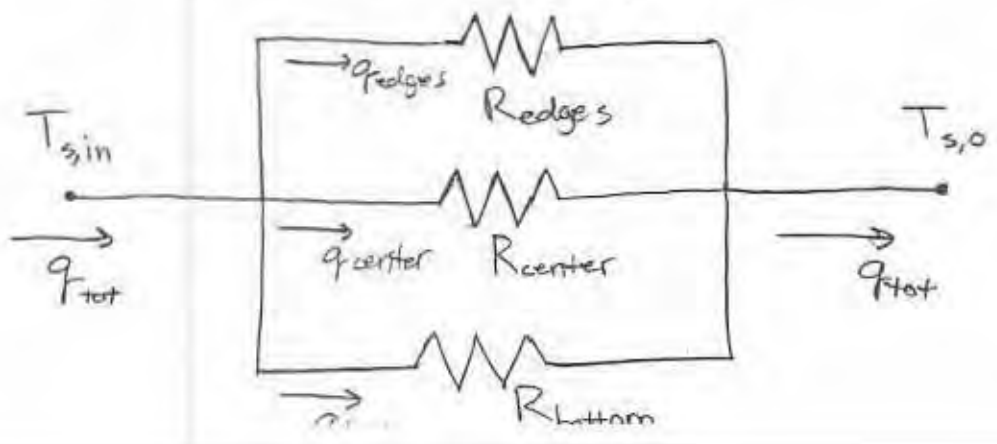 q_edges
R_edges
T_s,in
T_s,o
q_tot
q_center
R_center
q_tot
R_bottom